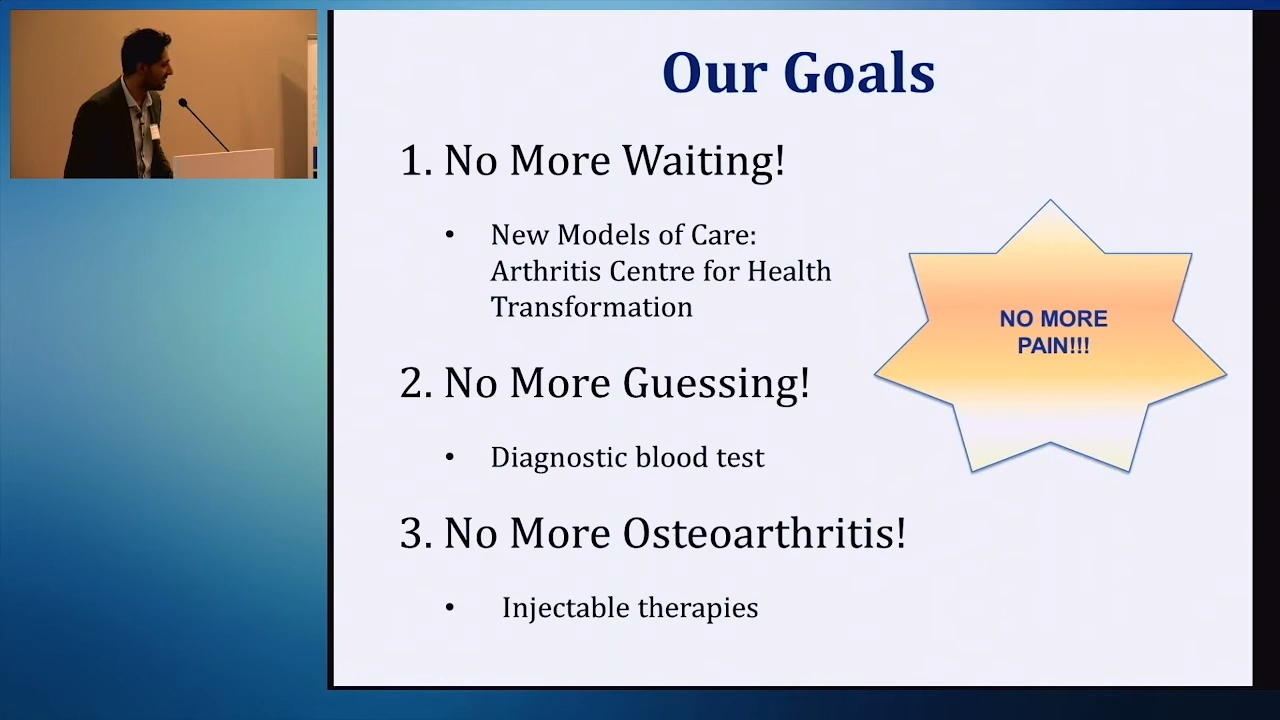 Our Goals
1. No More Waiting!
• New Models of Care:
Arthritis Centre for Health
Transformation
NO MORE
PAIN!!!
2. No More Guessing!
• Diagnostic blood test
3. No More Osteoarthritis!
• Injectable therapies